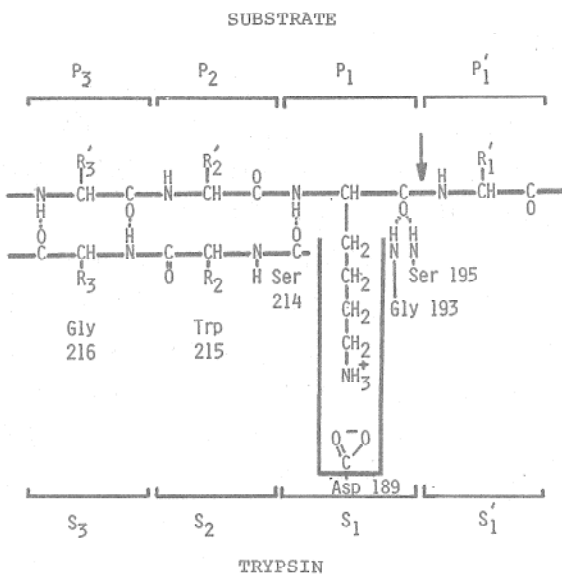 SUBSTRATE
P3 P2 P1 P1'
R3' R2' R1'
H O H O H O H
N—CH—C—N—CH—C—N—CH—C—N—CH—C
H O H H O H H O
O H O N N
C—CH—N—C—CH—N—C CH2
R3 O R2 H Ser Ser 195
CH2
214
CH2 Gly 193
Gly Trp CH2
216 215
NH3+
O − O
C
Asp 189
S3 S2 S1 S1'
TRYPSIN